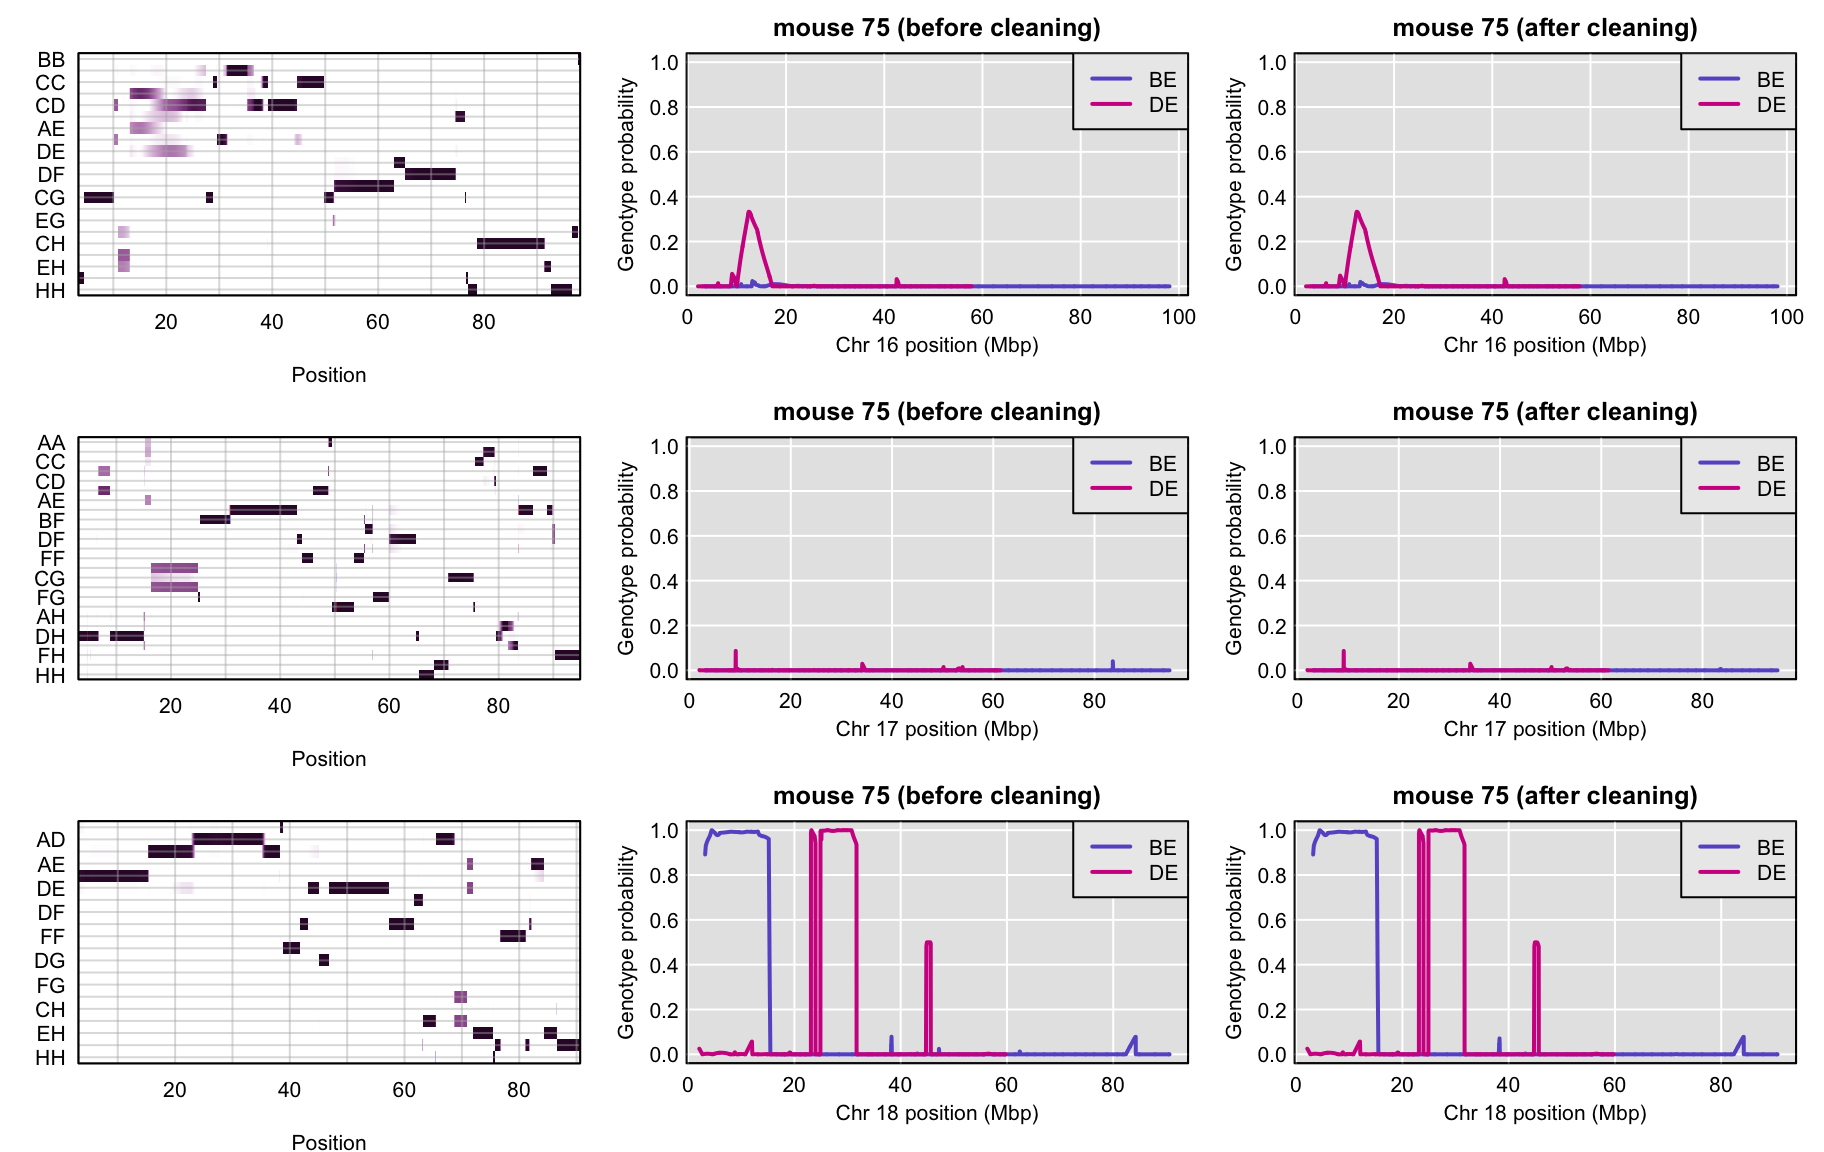 BB
CC
CD
AE
DE
DF
CG
EG
CH
EH
HH
20 40 60 80
Position
mouse 75 (before cleaning)
Genotype probability
1.0
0.8
0.6
0.4
0.2
0.0
BE
DE
0 20 40 60 80 100
Chr 16 position (Mbp)
mouse 75 (after cleaning)
Genotype probability
1.0
0.8
0.6
0.4
0.2
0.0
BE
DE
0 20 40 60 80 100
Chr 16 position (Mbp)
AA
CC
CD
AE
BF
DF
FF
CG
FG
AH
DH
FH
HH
20 40 60 80
Position
mouse 75 (before cleaning)
Genotype probability
1.0
0.8
0.6
0.4
0.2
0.0
BE
DE
0 20 40 60 80
Chr 17 position (Mbp)
mouse 75 (after cleaning)
Genotype probability
1.0
0.8
0.6
0.4
0.2
0.0
BE
DE
0 20 40 60 80
Chr 17 position (Mbp)
AD
AE
DE
DF
FF
DG
FG
CH
EH
HH
20 40 60 80
Position
mouse 75 (before cleaning)
Genotype probability
1.0
0.8
0.6
0.4
0.2
0.0
BE
DE
0 20 40 60 80
Chr 18 position (Mbp)
mouse 75 (after cleaning)
Genotype probability
1.0
0.8
0.6
0.4
0.2
0.0
BE
DE
0 20 40 60 80
Chr 18 position (Mbp)